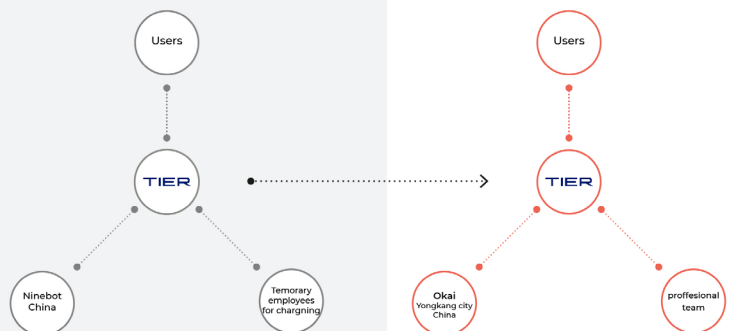 Users
Users
TIER
TIER
Ninebot
China
Temorary
employees
for chargning
Okai
Yongkang city
China
proffesional
team